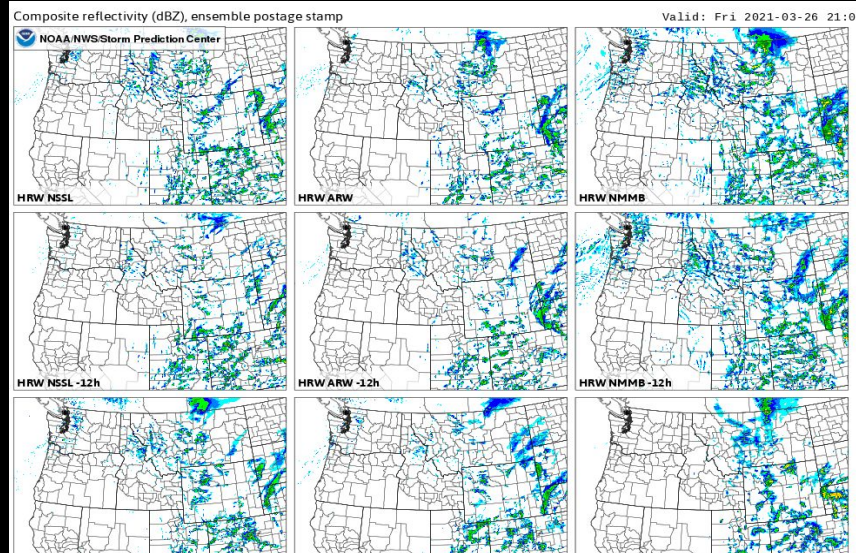 Composite reflectivity (dBZ), ensemble postage stamp
Valid: Fri 2021-03-26 21:0
NOAA/NWS/Storm Prediction Center
HRW NSSL
HRW ARW
HRW NMMB
HRW NSSL -12h
HRW ARW -12h
HRW NMMB -12h